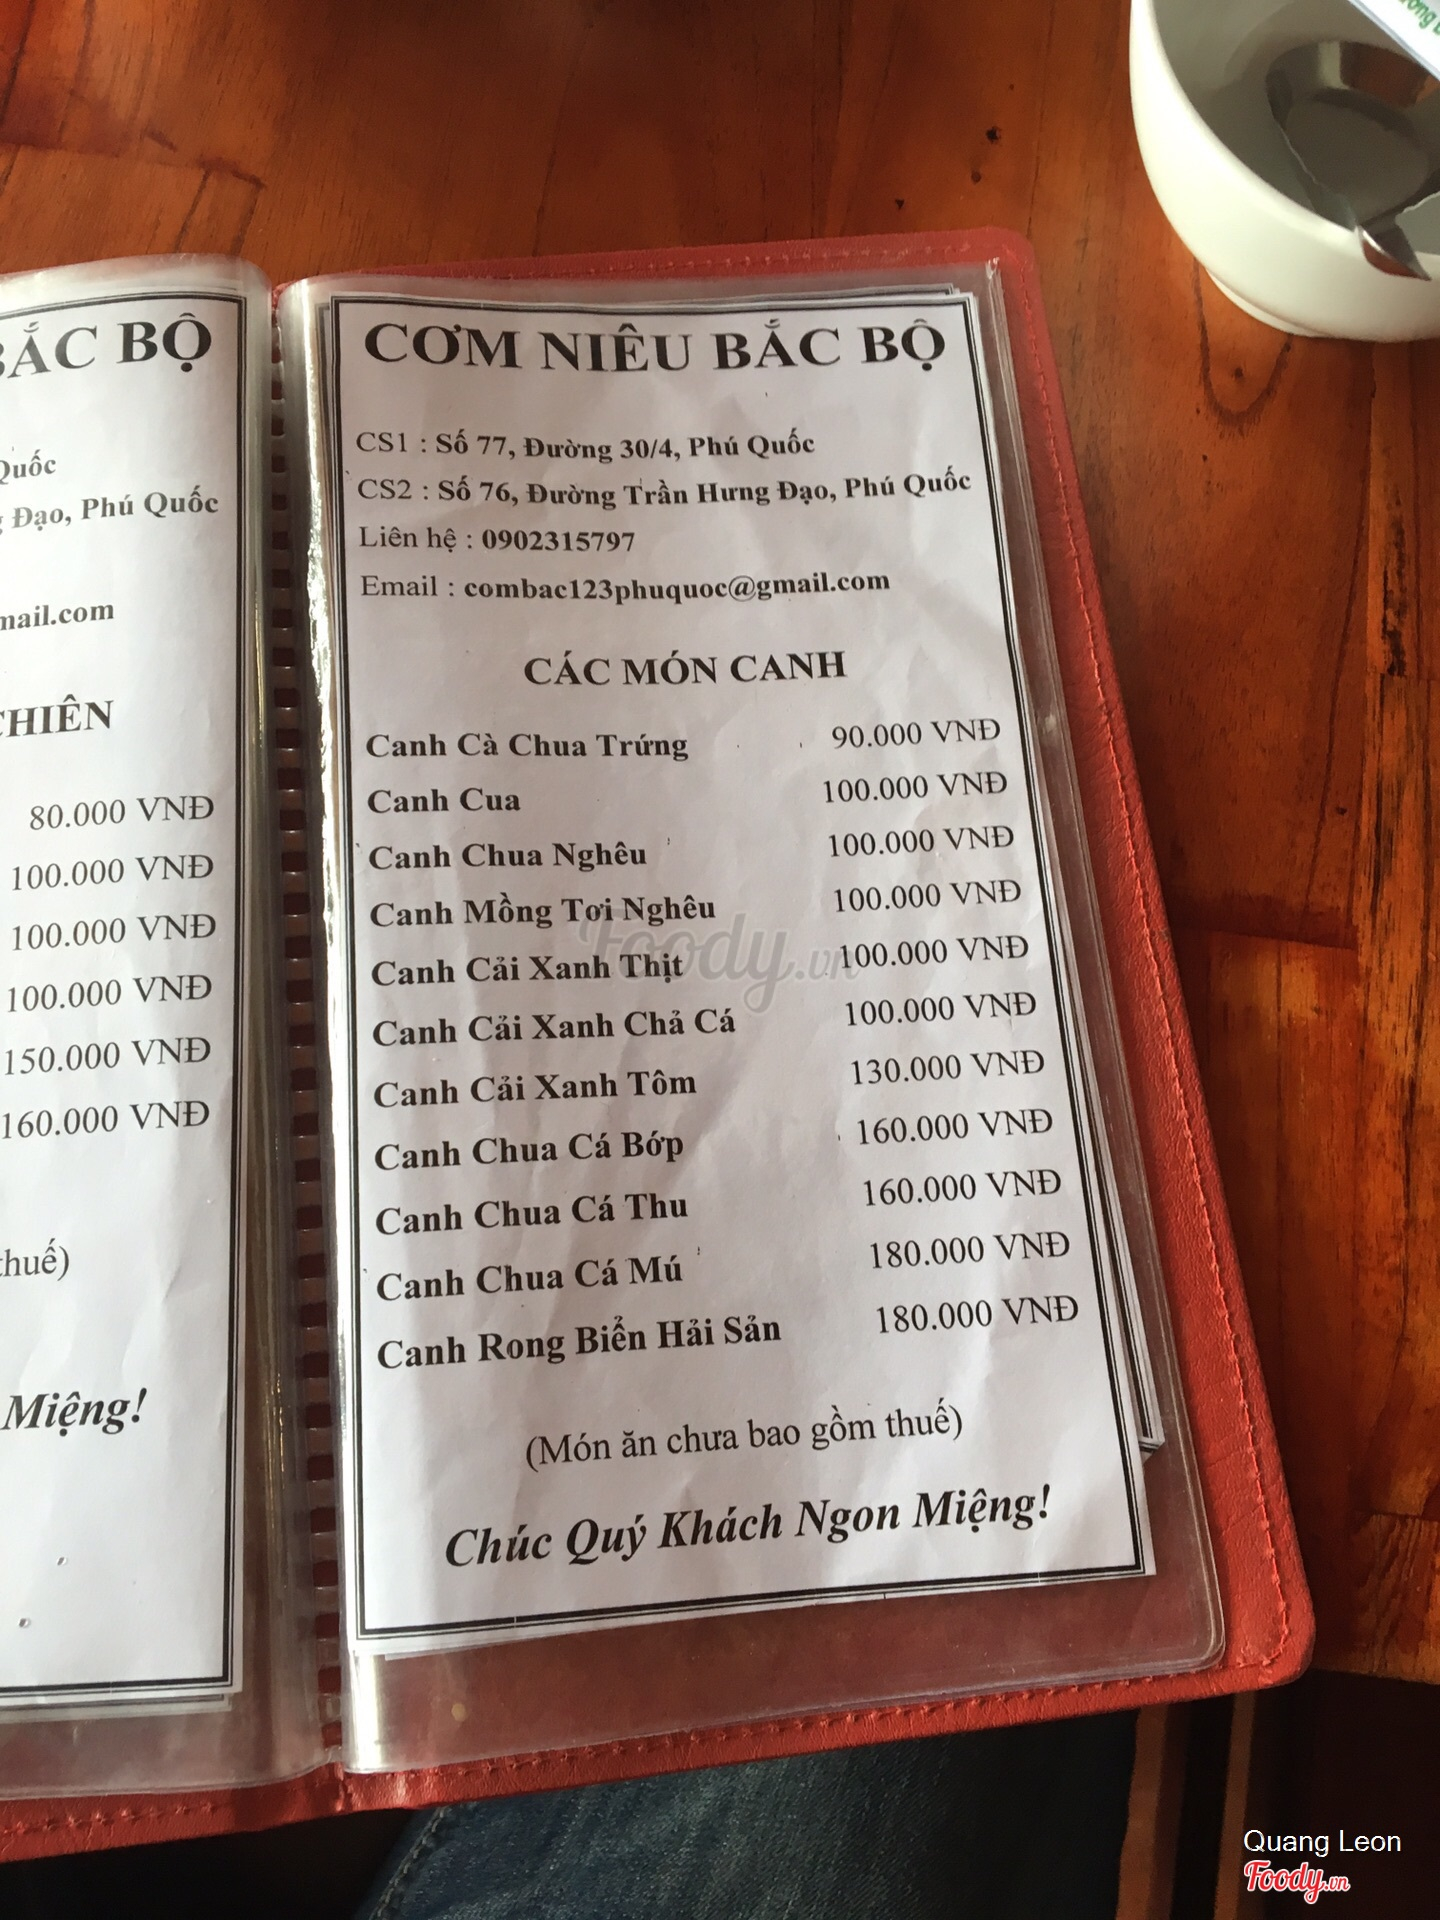 BẮC BỘ
Quốc
Đạo, Phú Quốc
mail.com
CHIÊN
80.000 VNĐ
100.000 VNĐ
100.000 VNĐ
100.000 VNĐ
150.000 VNĐ
160.000 VNĐ
thuế)
Miệng!
CƠM NIÊU BẮC BỘ
CS1 : Số 77, Đường 30/4, Phú Quốc
CS2 : Số 76, Đường Trần Hưng Đạo, Phú Quốc
Liên hệ : 0902315797
Email : combac123phuquoc@gmail.com
CÁC MÓN CANH
Canh Cà Chua Trứng 90.000 VNĐ
Canh Cua 100.000 VNĐ
Canh Chua Nghêu 100.000 VNĐ
Canh Mồng Tơi Nghêu 100.000 VNĐ
Canh Cải Xanh Thịt 100.000 VNĐ
Canh Cải Xanh Chả Cá 100.000 VNĐ
Canh Cải Xanh Tôm 130.000 VNĐ
Canh Chua Cá Bớp 160.000 VNĐ
Canh Chua Cá Thu 160.000 VNĐ
Canh Chua Cá Mú 180.000 VNĐ
Canh Rong Biển Hải Sản 180.000 VNĐ
(Món ăn chưa bao gồm thuế)
Chúc Quý Khách Ngon Miệng!
Foody.vn
Quang Leon
Foody.vn